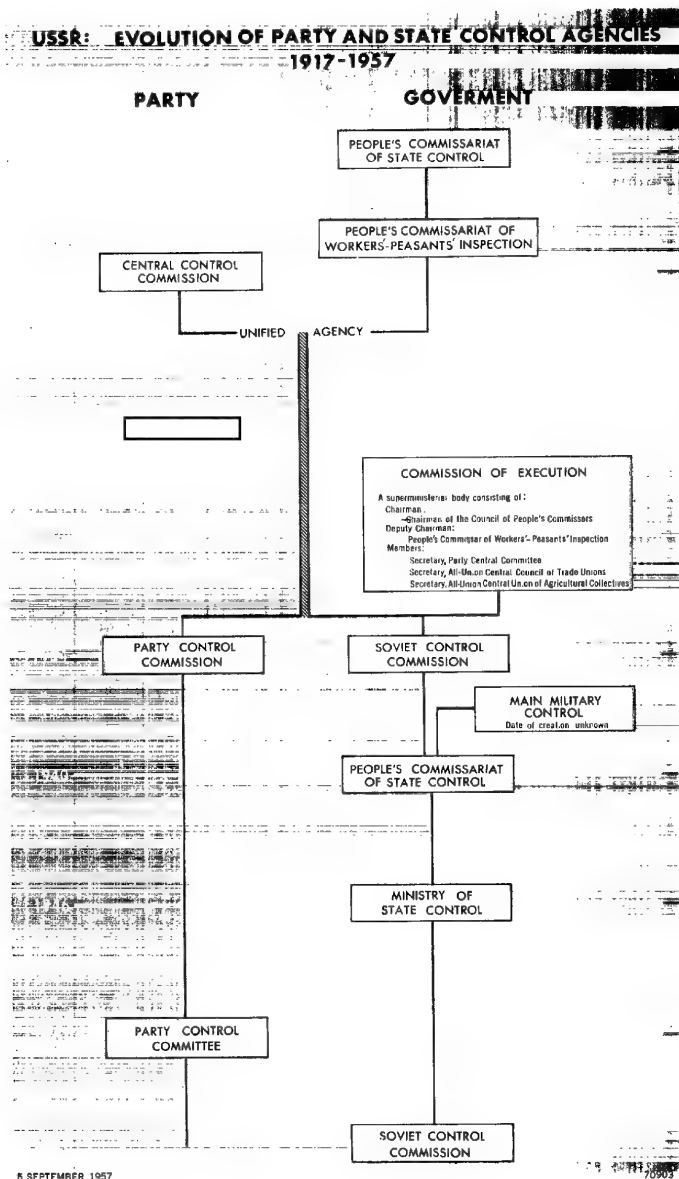 USSR: EVOLUTION OF PARTY AND STATE CONTROL AGENCIES
1917-1957
PARTY
GOVERMENT
PEOPLE'S COMMISSARIAT
OF STATE CONTROL
PEOPLE'S COMMISSARIAT OF
WORKERS'-PEASANTS' INSPECTION
CENTRAL CONTROL
COMMISSION
UNIFIED AGENCY
COMMISSION OF EXECUTION
A superministerial body consisting of:
Chairman:
Chairman of the Council of People's Commissars
Deputy Chairman:
People's Commissar of Workers'-Peasants' Inspection
Members:
Secretary, Party Central Committee
Secretary, All-Union Central Council of Trade Unions
Secretary, All-Union Central Union of Agricultural Collectives
PARTY CONTROL
COMMISSION
SOVIET CONTROL
COMMISSION
MAIN MILITARY
CONTROL
Date of creation unknown
1940
PEOPLE'S COMMISSARIAT
OF STATE CONTROL
MINISTRY OF
STATE CONTROL
PARTY CONTROL
COMMITTEE
SOVIET CONTROL
COMMISSION
5 SEPTEMBER 1957
70903